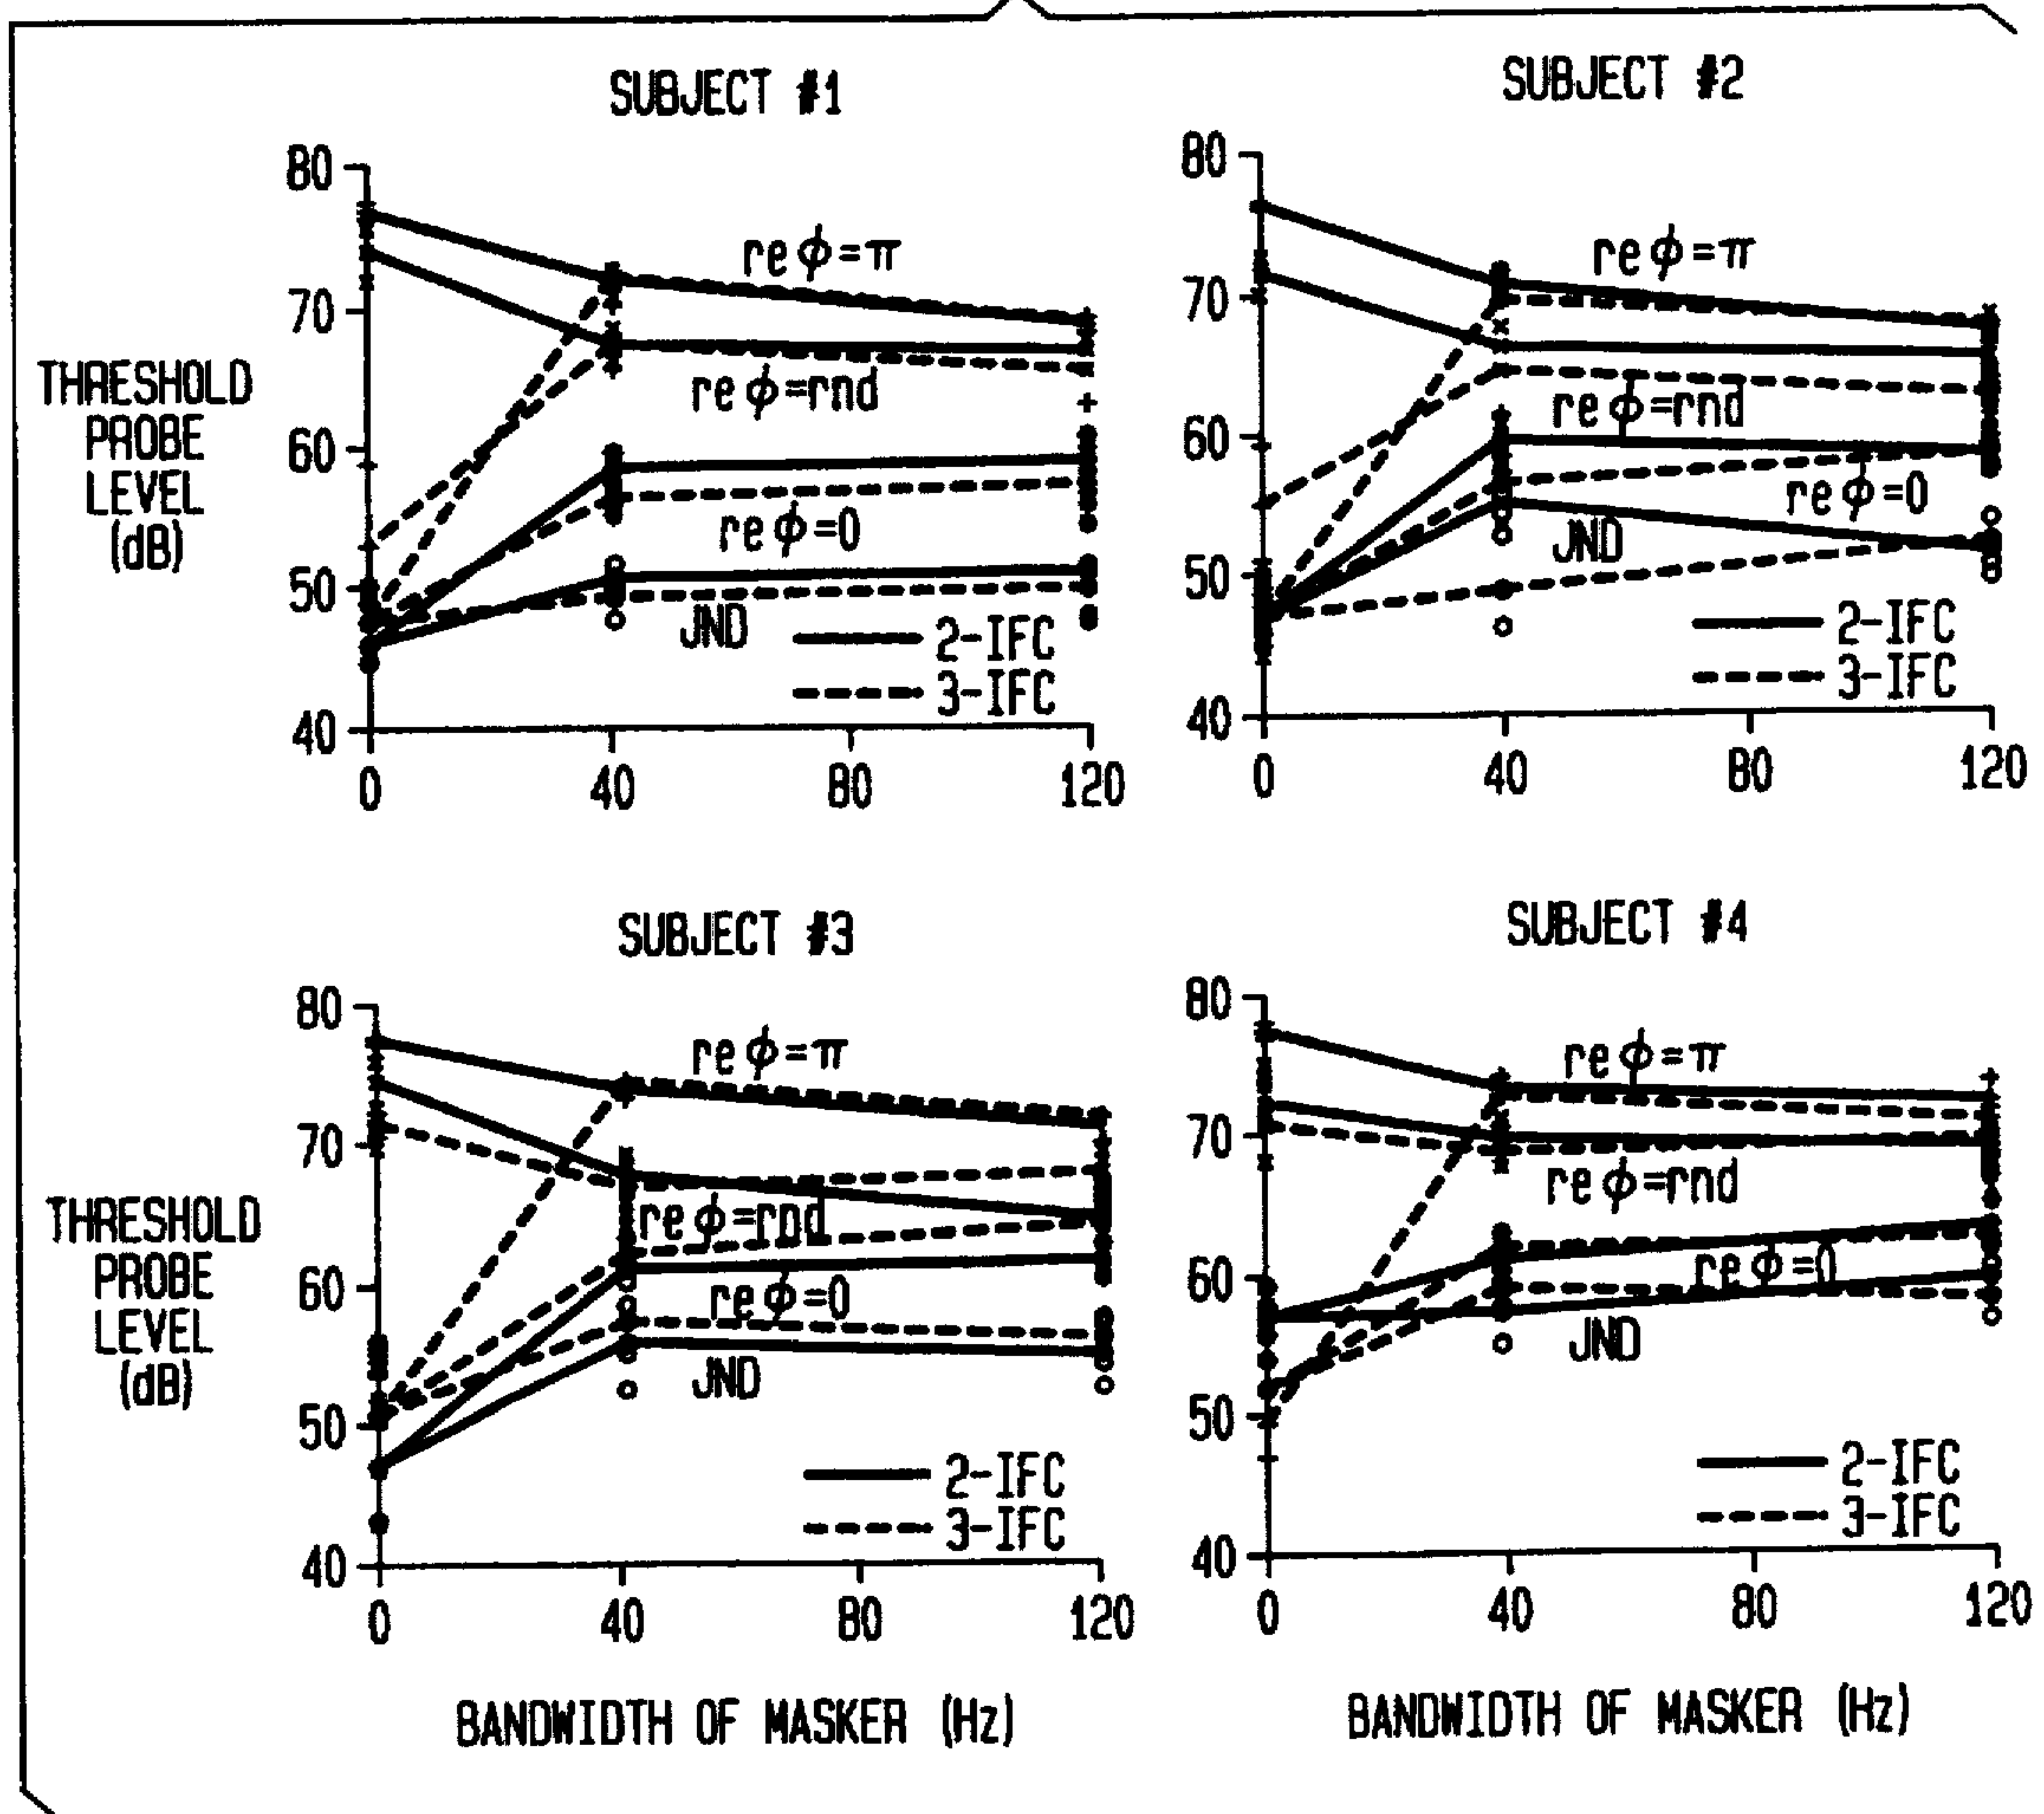 SUBJECT #1
80
70
60
50
40
0
40
80
120
THRESHOLD
PROBE
LEVEL
(dB)
re ϕ=π
re ϕ=rnd
re ϕ=0
JND
2-IFC
3-IFC
SUBJECT #2
80
70
60
50
40
0
40
80
120
re ϕ=π
re ϕ=rnd
re ϕ=0
JND
2-IFC
3-IFC
SUBJECT #3
80
70
60
50
40
0
40
80
120
THRESHOLD
PROBE
LEVEL
(dB)
re ϕ=π
re ϕ=rnd
re ϕ=0
JND
2-IFC
3-IFC
BANDWIDTH OF MASKER (Hz)
SUBJECT #4
80
70
60
50
40
0
40
80
120
re ϕ=π
re ϕ=rnd
re ϕ=0
JND
2-IFC
3-IFC
BANDWIDTH OF MASKER (Hz)